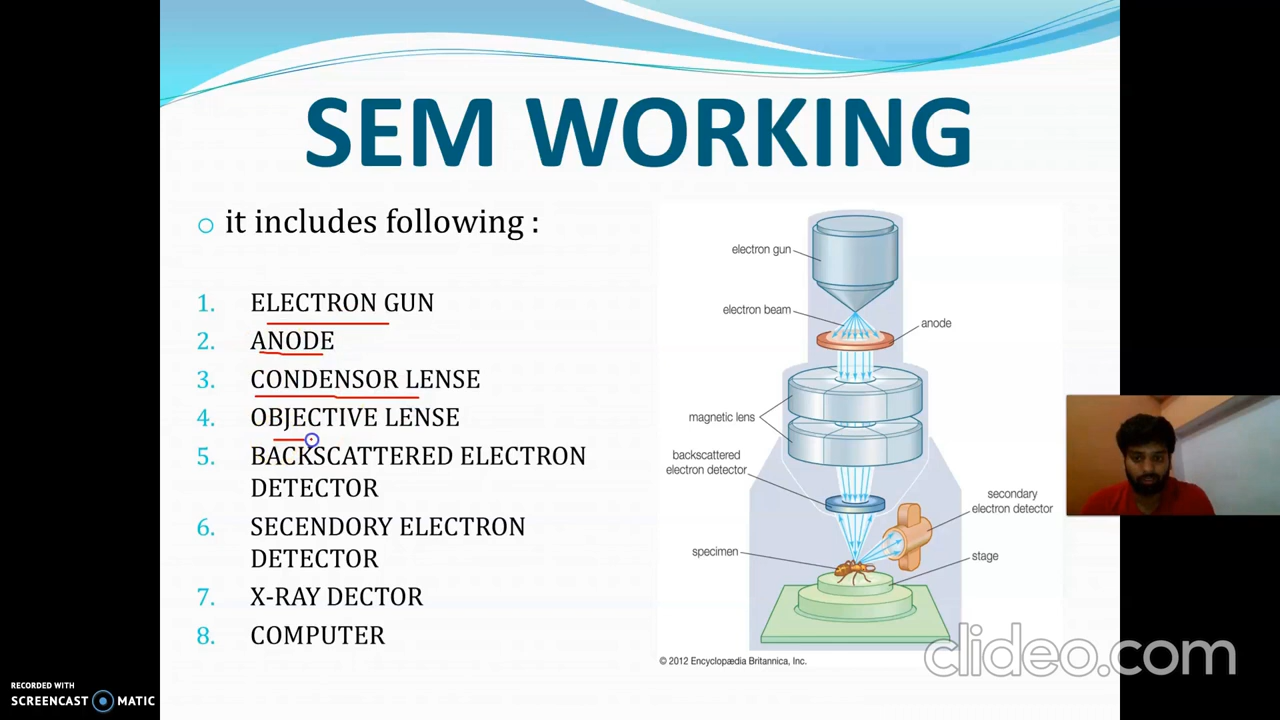 SEM WORKING
it includes following :
1. ELECTRON GUN
2. ANODE
3. CONDENSOR LENSE
4. OBJECTIVE LENSE
5. BACKSCATTERED ELECTRON
DETECTOR
6. SECENDORY ELECTRON
DETECTOR
7. X-RAY DECTOR
8. COMPUTER
electron gun
electron beam
anode
magnetic lens
backscattered
electron detector
secondary
electron detector
specimen
stage
© 2012 Encyclopædia Britannica, Inc.
clideo.com
RECORDED WITH
SCREENCAST MATIC